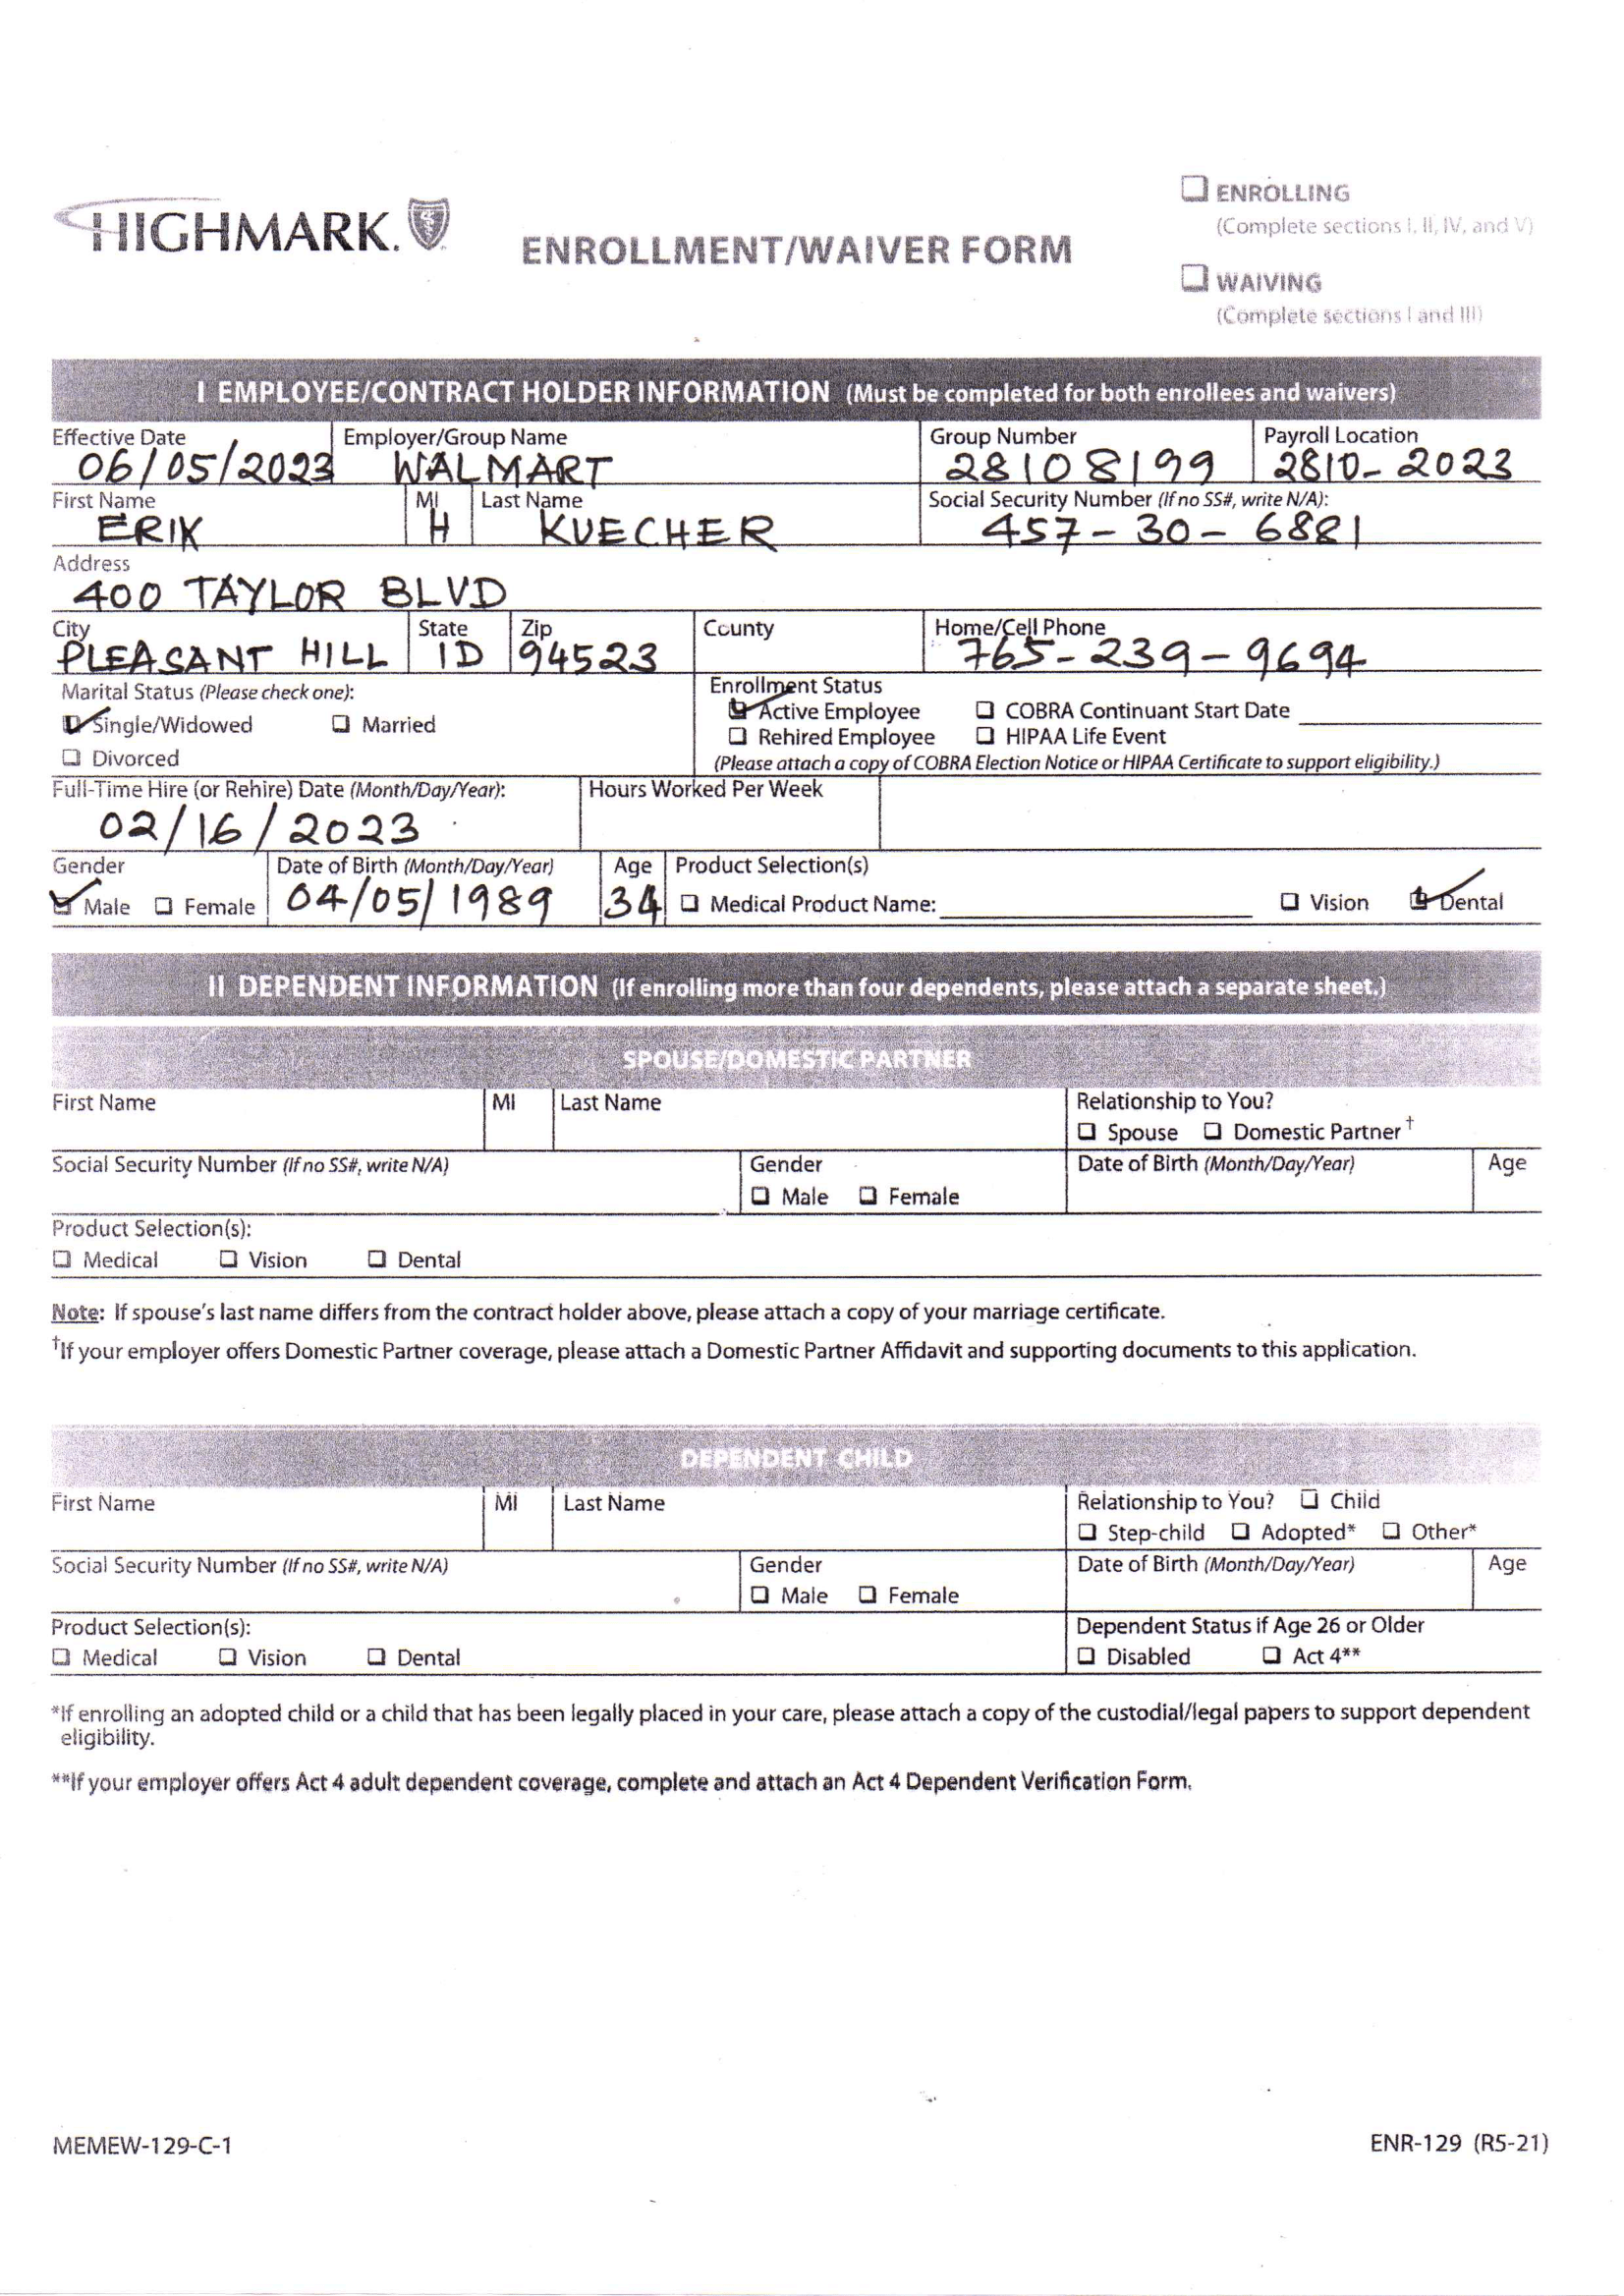 HIGHMARK.
ENROLLMENT/WAIVER FORM
❑ ENROLLING
(Complete sections I, II, IV, and V)
❑ WAIVING
(Complete sections I and III)
I EMPLOYEE/CONTRACT HOLDER INFORMATION (Must be completed for both enrollees and waivers)
Effective Date Employer/Group Name Group Number Payroll Location
06/05/2023 WALMART 28108199 2810-2023
First Name MI Last Name Social Security Number (If no SS#, write N/A):
ERIK H KUECHER 457-30-6881
Address
400 TAYLOR BLVD
City State Zip County Home/Cell Phone
PLEASANT HILL ID 94523 765-239-9694
Marital Status (Please check one): Enrollment Status
☑ Single/Widowed ❑ Married ☑ Active Employee ❑ COBRA Continuant Start Date
❑ Divorced ❑ Rehired Employee ❑ HIPAA Life Event
(Please attach a copy of COBRA Election Notice or HIPAA Certificate to support eligibility.)
Full-Time Hire (or Rehire) Date (Month/Day/Year): Hours Worked Per Week
02/16/2023
Gender Date of Birth (Month/Day/Year) Age Product Selection(s)
☑ Male ❑ Female 04/05/1989 34 ❑ Medical Product Name: ❑ Vision ☑ Dental
II DEPENDENT INFORMATION (If enrolling more than four dependents, please attach a separate sheet.)
SPOUSE/DOMESTIC PARTNER
First Name MI Last Name Relationship to You?
❑ Spouse ❑ Domestic Partner†
Social Security Number (If no SS#, write N/A) Gender Date of Birth (Month/Day/Year) Age
❑ Male ❑ Female
Product Selection(s):
❑ Medical ❑ Vision ❑ Dental
Note: If spouse's last name differs from the contract holder above, please attach a copy of your marriage certificate.
†If your employer offers Domestic Partner coverage, please attach a Domestic Partner Affidavit and supporting documents to this application.
DEPENDENT CHILD
First Name MI Last Name Relationship to You? ❑ Child
❑ Step-child ❑ Adopted* ❑ Other*
Social Security Number (If no SS#, write N/A) Gender Date of Birth (Month/Day/Year) Age
❑ Male ❑ Female
Product Selection(s): Dependent Status if Age 26 or Older
❑ Medical ❑ Vision ❑ Dental ❑ Disabled ❑ Act 4**
*If enrolling an adopted child or a child that has been legally placed in your care, please attach a copy of the custodial/legal papers to support dependent
eligibility.
**If your employer offers Act 4 adult dependent coverage, complete and attach an Act 4 Dependent Verification Form.
MEMEW-129-C-1 ENR-129 (R5-21)